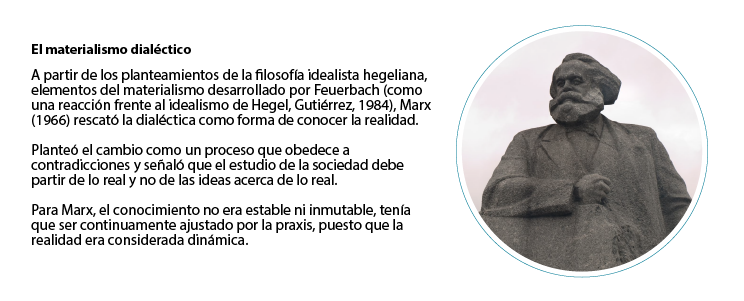 El materialismo dialéctico
A partir de los planteamientos de la filosofía idealista hegeliana,
elementos del materialismo desarrollado por Feuerbach (como
una reacción frente al idealismo de Hegel, Gutiérrez, 1984), Marx
(1966) rescató la dialéctica como forma de conocer la realidad.
Planteó el cambio como un proceso que obedece a
contradicciones y señaló que el estudio de la sociedad debe
partir de lo real y no de las ideas acerca de lo real.
Para Marx, el conocimiento no era estable ni inmutable, tenía
que ser continuamente ajustado por la praxis, puesto que la
realidad era considerada dinámica.